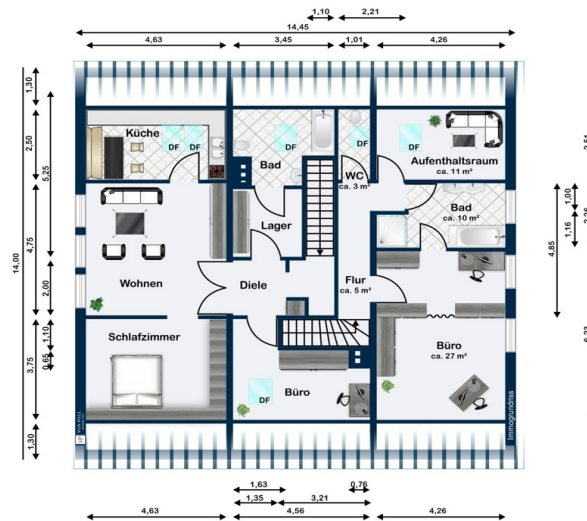 1,10
2,21
14,45
4,63
3,45
1,01
4,26
1,30
2,50
5,25
14,00
4,75
2,00
3,75
1,10
0,65
1,30
Küche
DF
DF
DF
DF
DF
Bad
WC
ca. 3 m²
Aufenthaltsraum
ca. 11 m²
Bad
ca. 10 m²
Lager
Wohnen
Diele
Flur
ca. 5 m²
Schlafzimmer
Büro
DF
Büro
ca. 27 m²
Immogrundriss
1,00
1,16
4,85
1,63
0,76
1,35
3,21
4,63
4,56
4,26